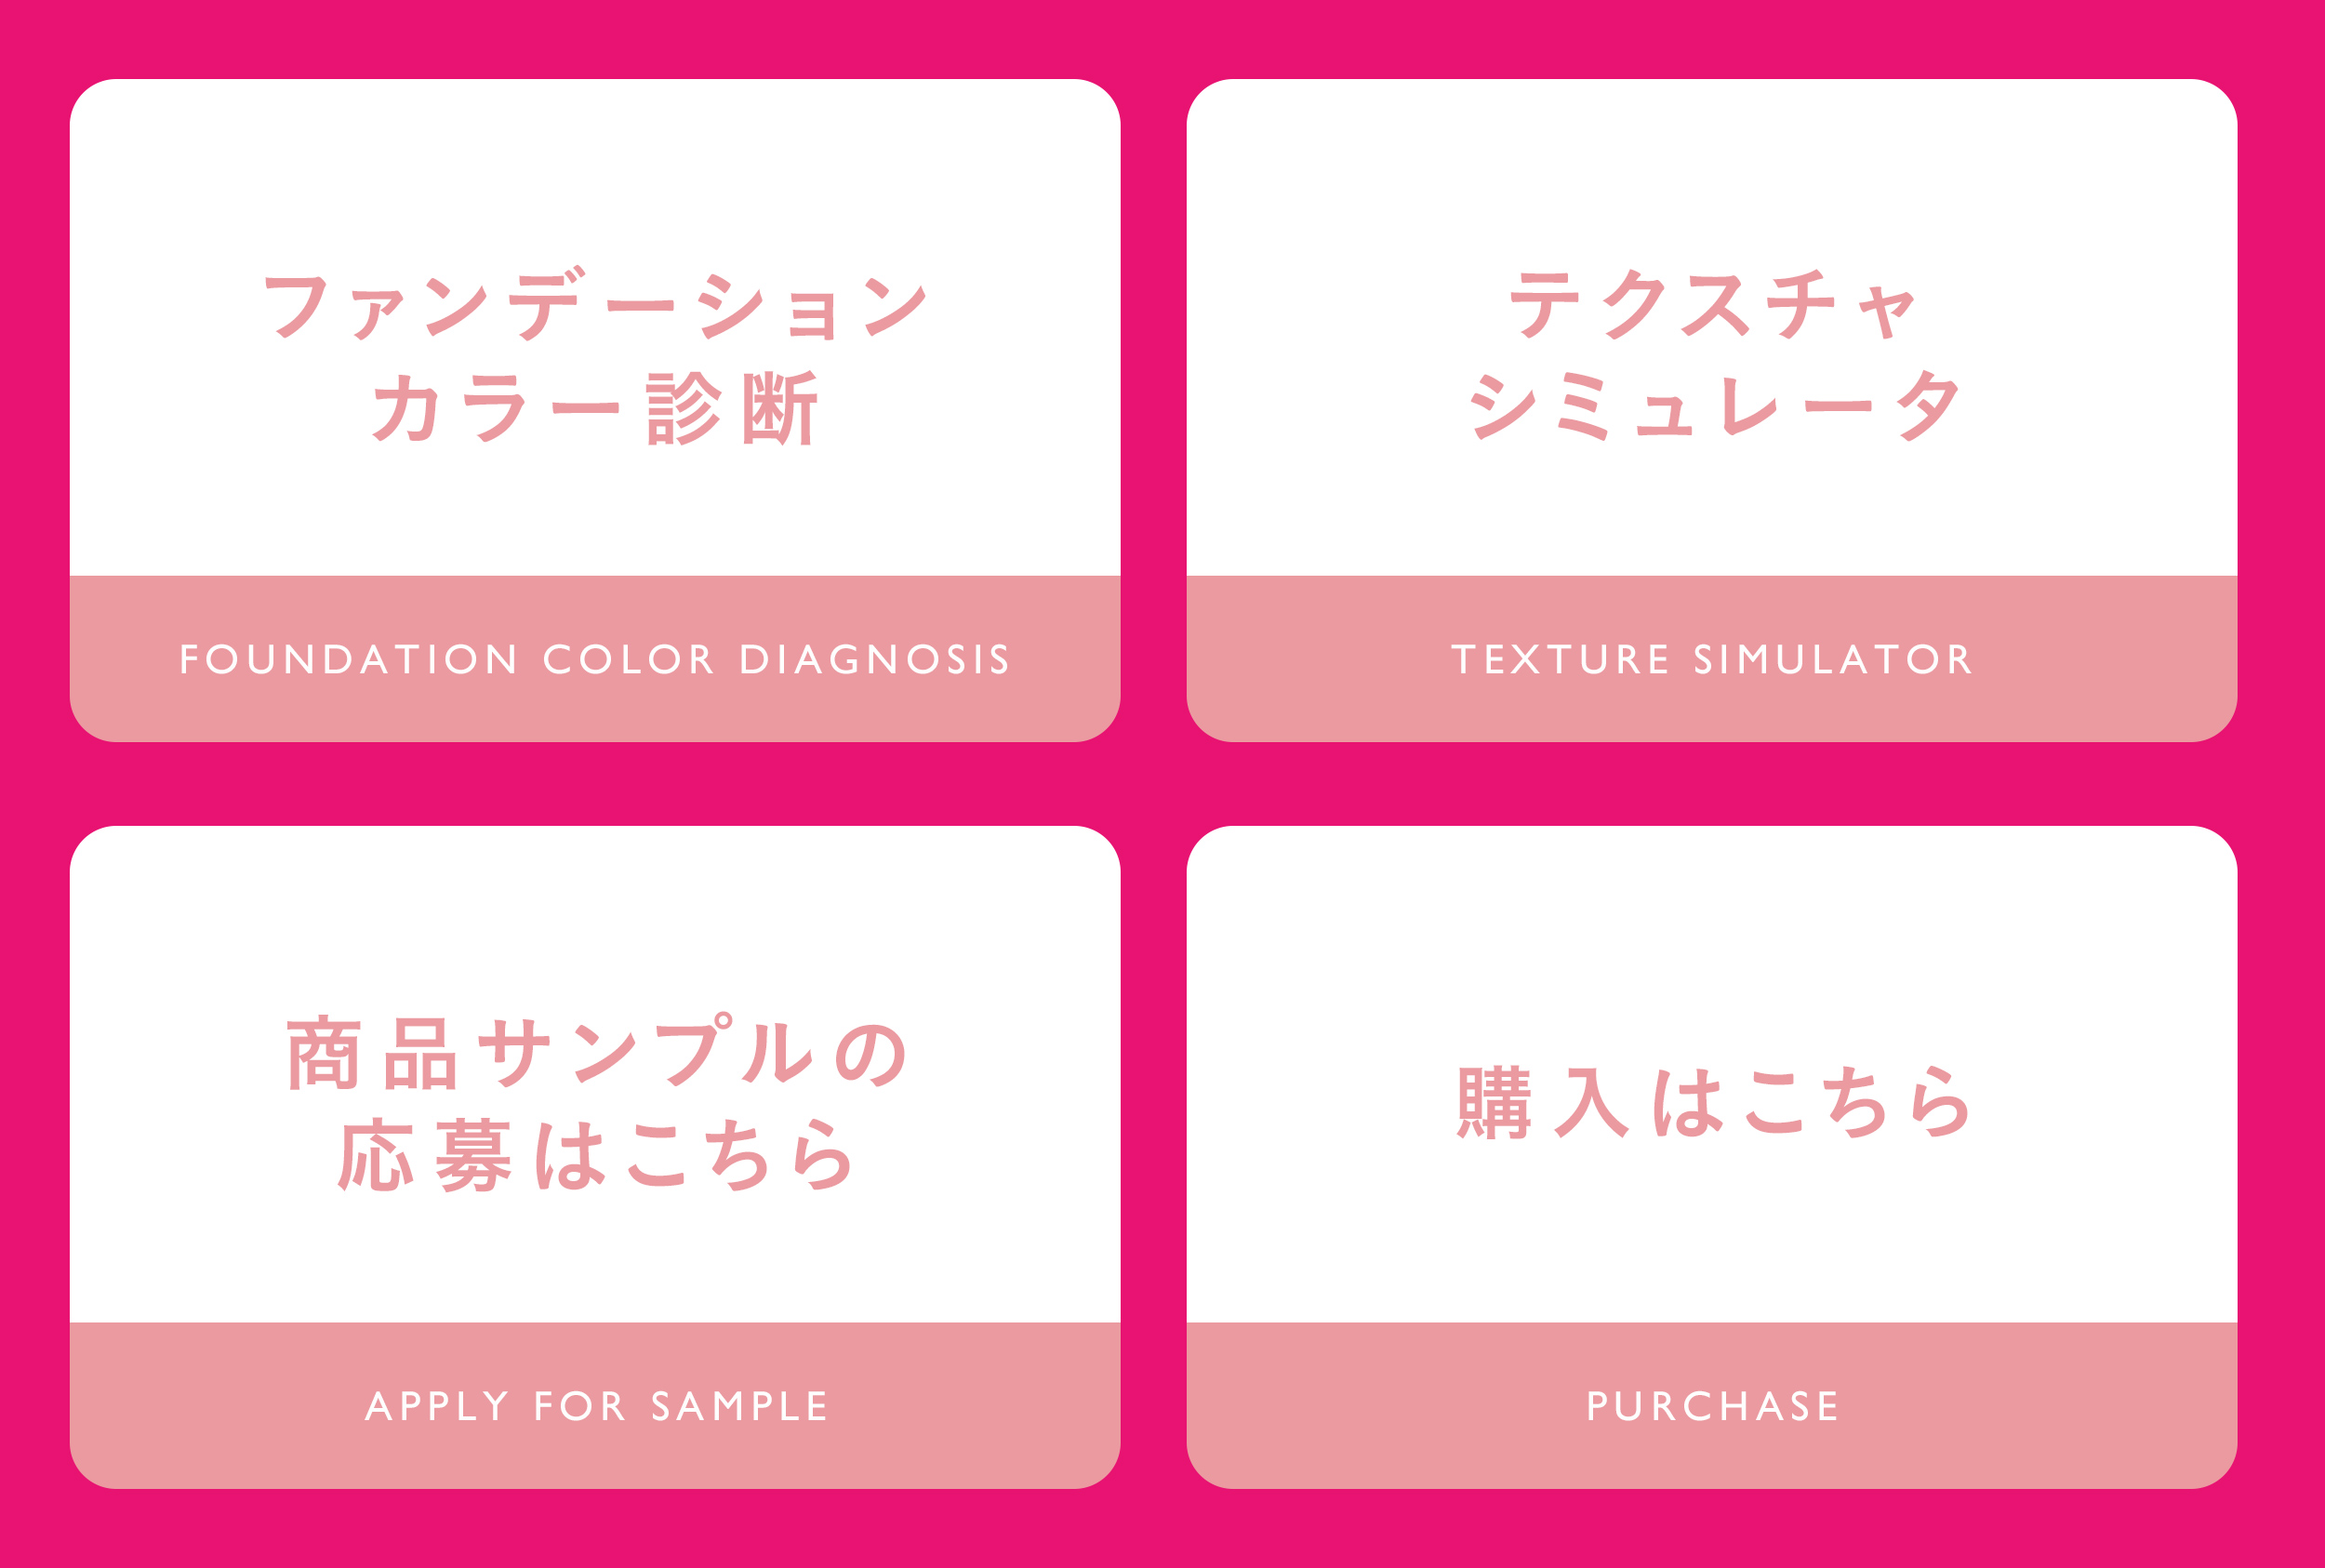 ファンデーション
カラー診断
FOUNDATION COLOR DIAGNOSIS
テクスチャ
シミュレータ
TEXTURE SIMULATOR
商品サンプルの
応募はこちら
APPLY FOR SAMPLE
購入はこちら
PURCHASE